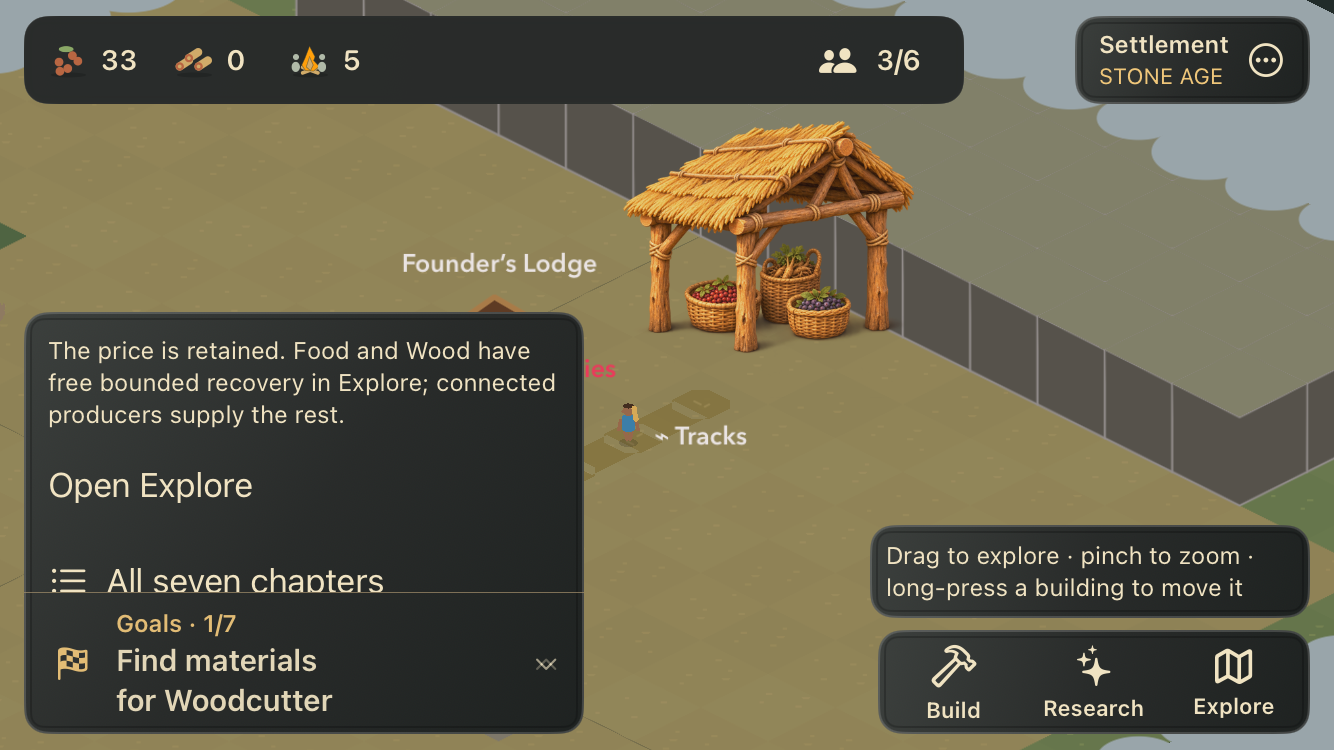 33
0
5
3/6
Settlement
STONE AGE
Founder’s Lodge
ies
⌁ Tracks
The price is retained. Food and Wood have
free bounded recovery in Explore; connected
producers supply the rest.
Open Explore
All seven chapters
Goals · 1/7
Find materials
for Woodcutter
Drag to explore · pinch to zoom ·
long-press a building to move it
Build
Research
Explore